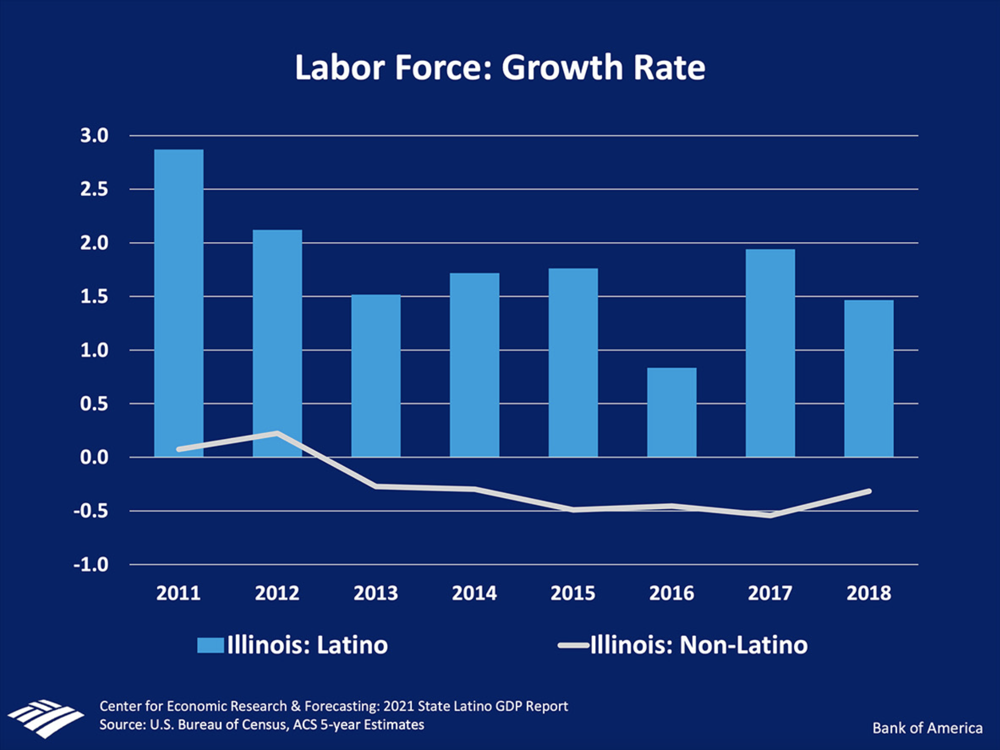 Labor Force: Growth Rate
3.0
2.5
2.0
1.5
1.0
0.5
0.0
-0.5
-1.0
2011 2012 2013 2014 2015 2016 2017 2018
Illinois: Latino Illinois: Non-Latino
Center for Economic Research & Forecasting: 2021 State Latino GDP Report
Source: U.S. Bureau of Census, ACS 5-year Estimates
Bank of America